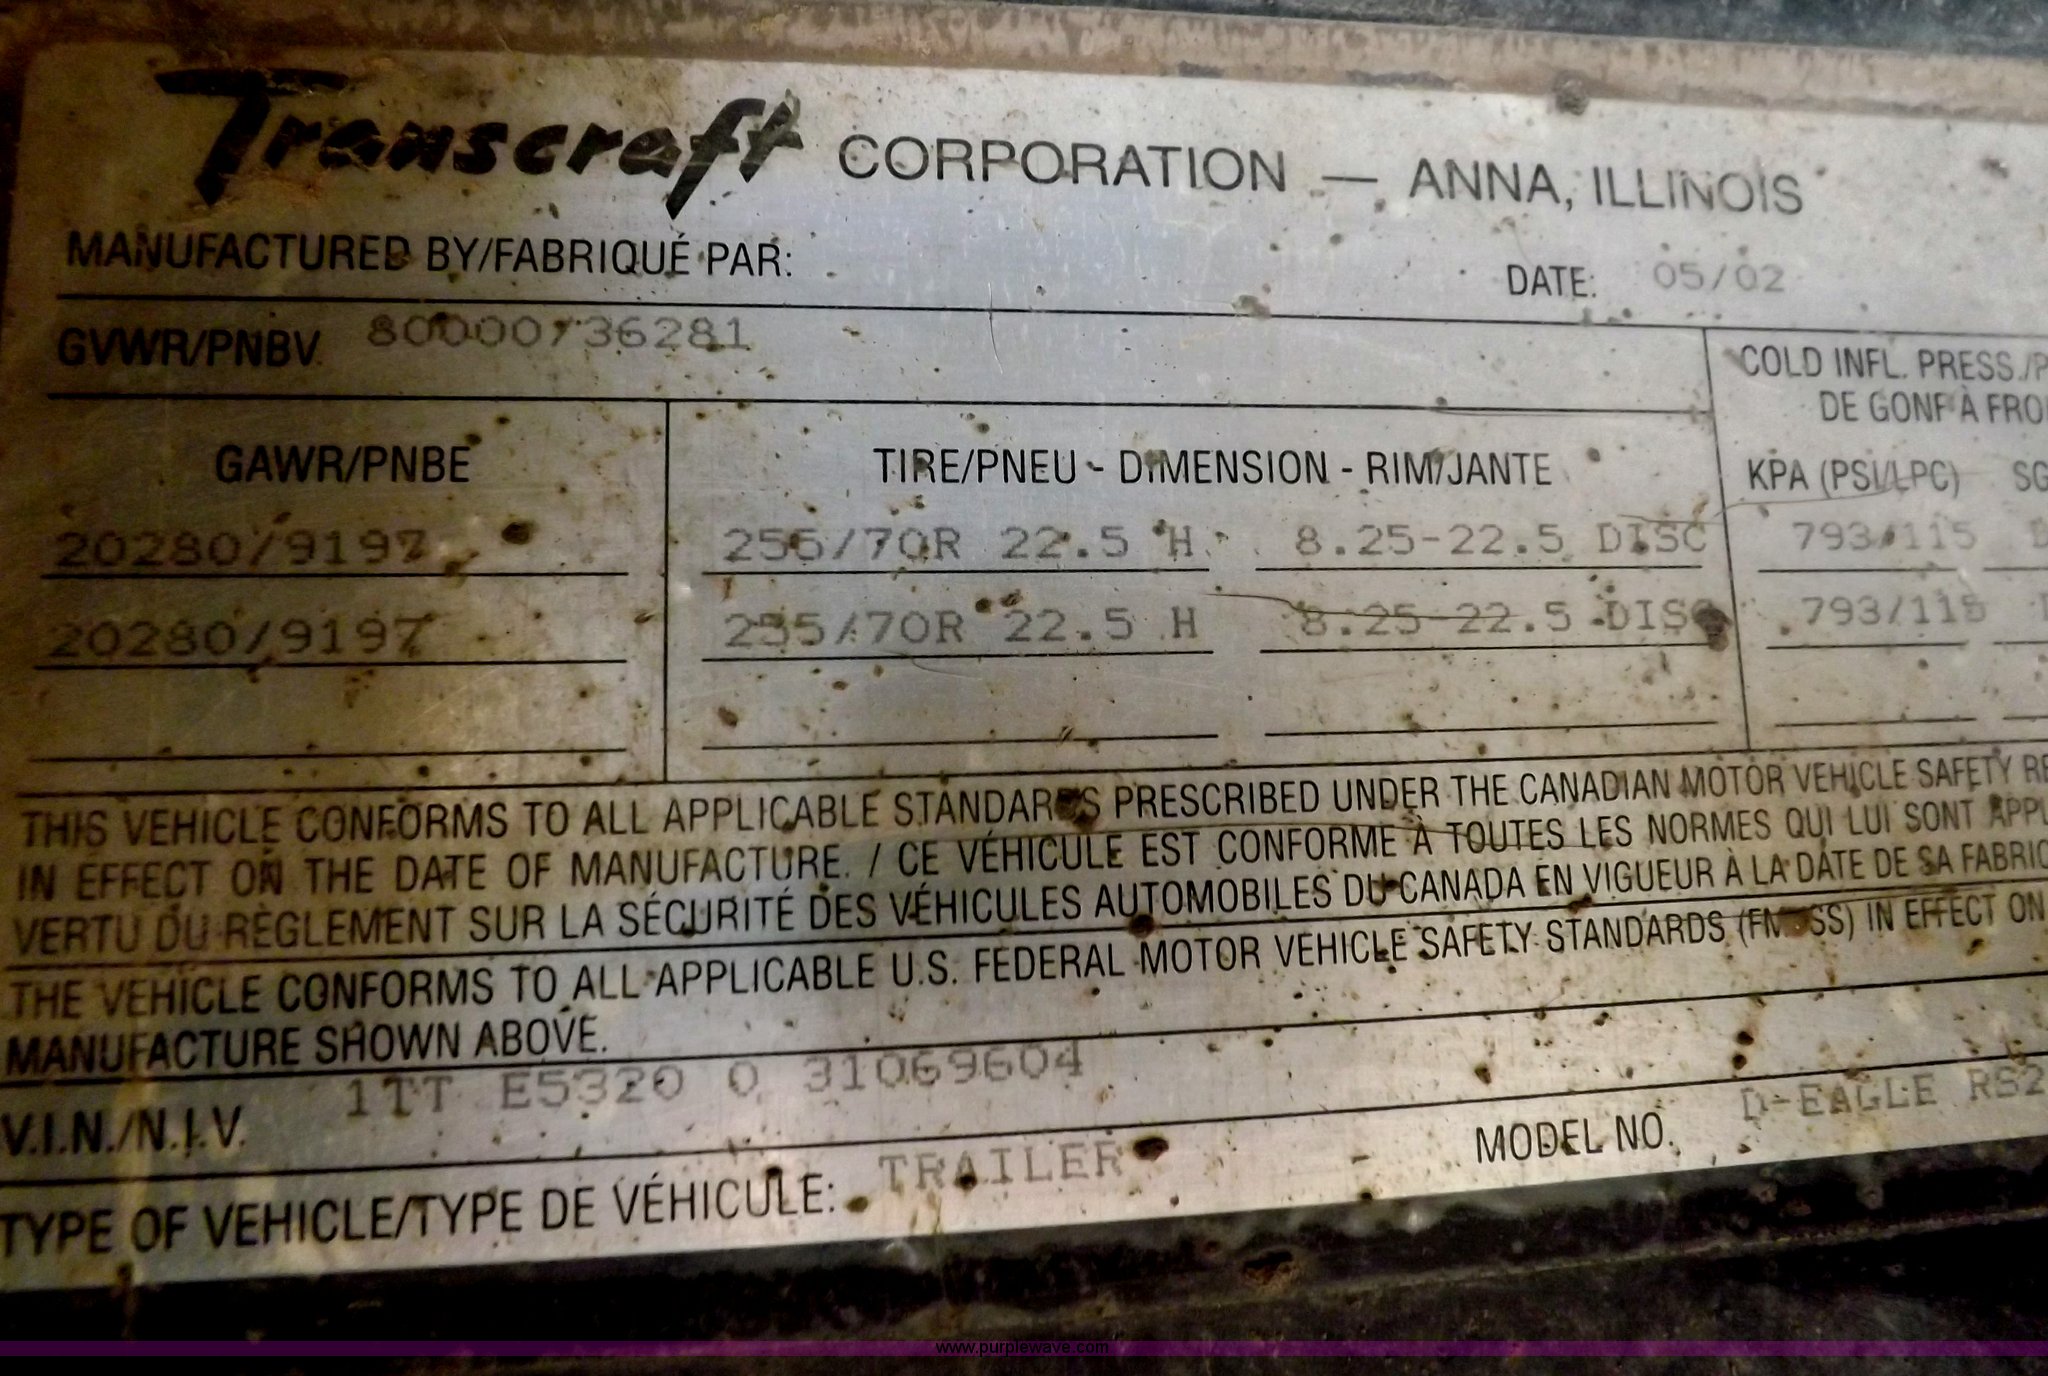 Transcraft CORPORATION — ANNA, ILLINOIS
MANUFACTURED BY/FABRIQUÉ PAR:
DATE: 05/02
GVWR/PNBV 80000/36281
COLD INFL. PRESS./P
DE GONF À FRO
GAWR/PNBE TIRE/PNEU - DIMENSION - RIM/JANTE KPA (PSI/LPC) SG
20280/9197 255/70R 22.5 H 8.25-22.5 DISC 793/115 D
20280/9197 255/70R 22.5 H 8.25-22.5 DISC 793/115
THIS VEHICLE CONFORMS TO ALL APPLICABLE STANDARDS PRESCRIBED UNDER THE CANADIAN MOTOR VEHICLE SAFETY RE
IN EFFECT ON THE DATE OF MANUFACTURE. / CE VÉHICULE EST CONFORME À TOUTES LES NORMES QUI LUI SONT APPL
VERTU DU RÈGLEMENT SUR LA SÉCURITÉ DES VÉHICULES AUTOMOBILES DU CANADA EN VIGUEUR À LA DATE DE SA FABRIC
THE VEHICLE CONFORMS TO ALL APPLICABLE U.S. FEDERAL MOTOR VEHICLE SAFETY STANDARDS (FMVSS) IN EFFECT ON
MANUFACTURE SHOWN ABOVE.
V.I.N./N.I.V. 1TT E5320 0 31069604
MODEL NO. D-EAGLE RS2
TYPE OF VEHICLE/TYPE DE VÉHICULE: TRAILER
www.purplewave.com